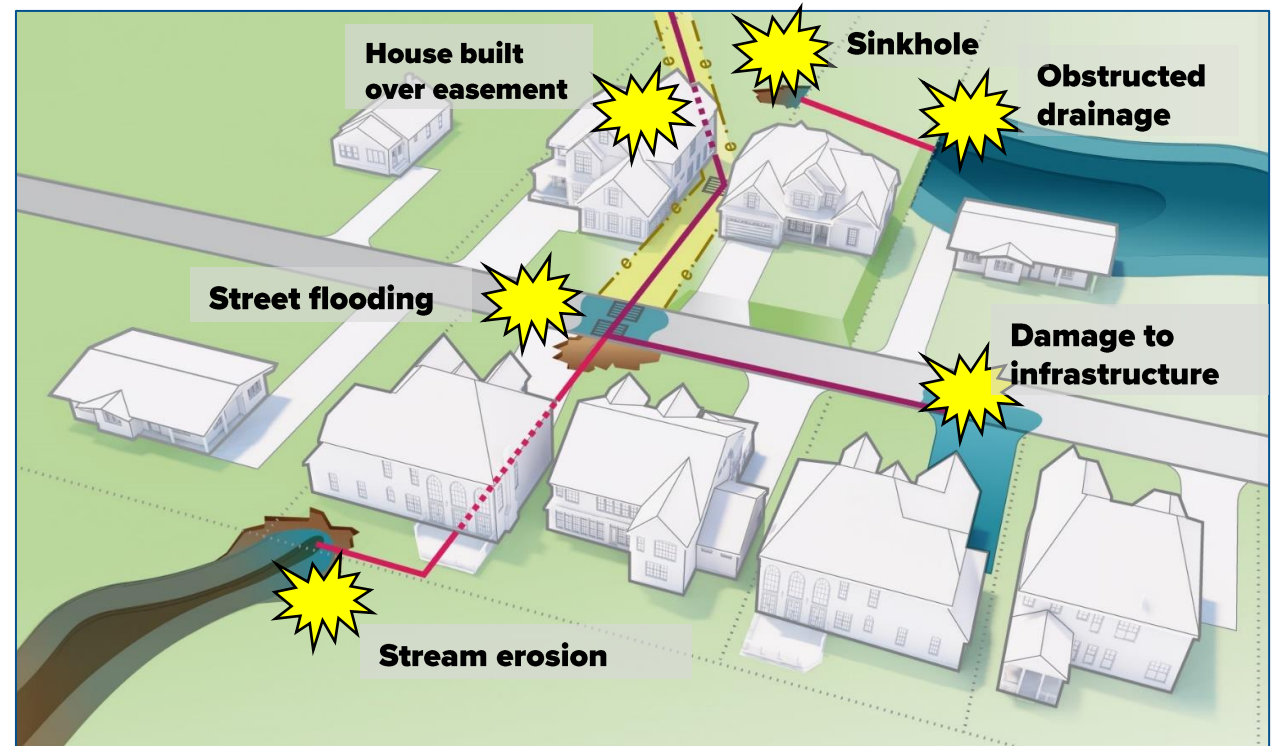 House built
over easement
Sinkhole
Obstructed
drainage
e
e
e
e
e
e
Street flooding
Damage to
infrastructure
Stream erosion